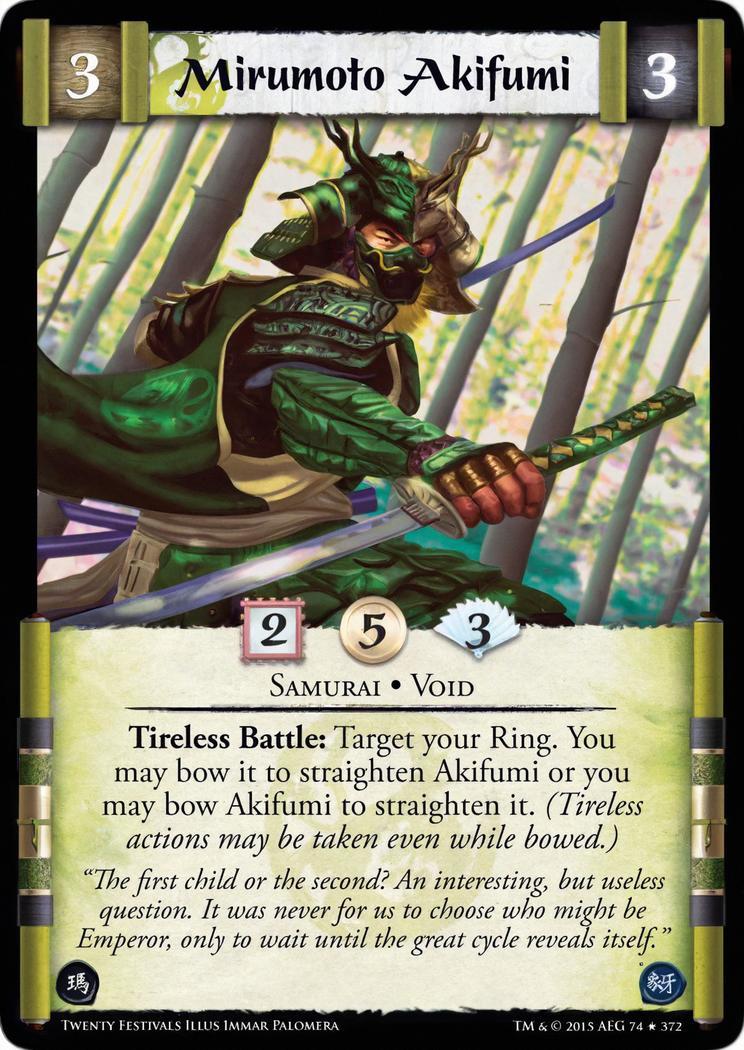 3 Mirumoto Akifumi 3
2 5 3
Samurai • Void
Tireless Battle: Target your Ring. You
may bow it to straighten Akifumi or you
may bow Akifumi to straighten it. (Tireless
actions may be taken even while bowed.)
“The first child or the second? An interesting, but useless
question. It was never for us to choose who might be
Emperor, only to wait until the great cycle reveals itself.”
Twenty Festivals Illus Immar Palomera
TM & © 2015 AEG 74 ★ 372